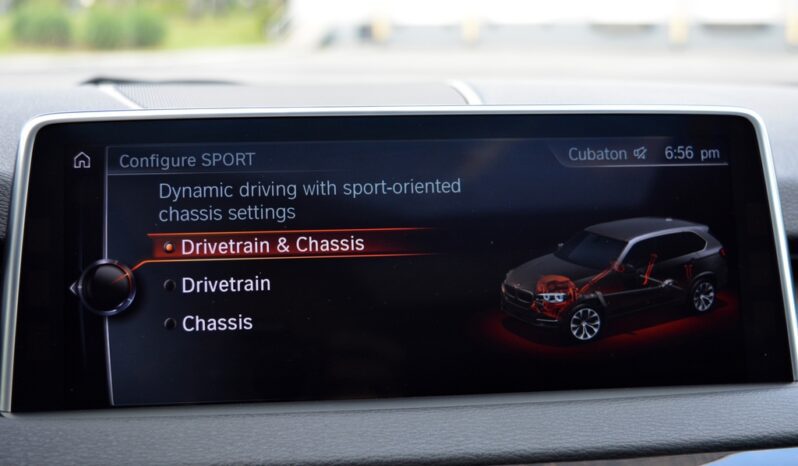 Configure SPORT
Cubaton 6:56 pm
Dynamic driving with sport-oriented
chassis settings
Drivetrain & Chassis
Drivetrain
Chassis